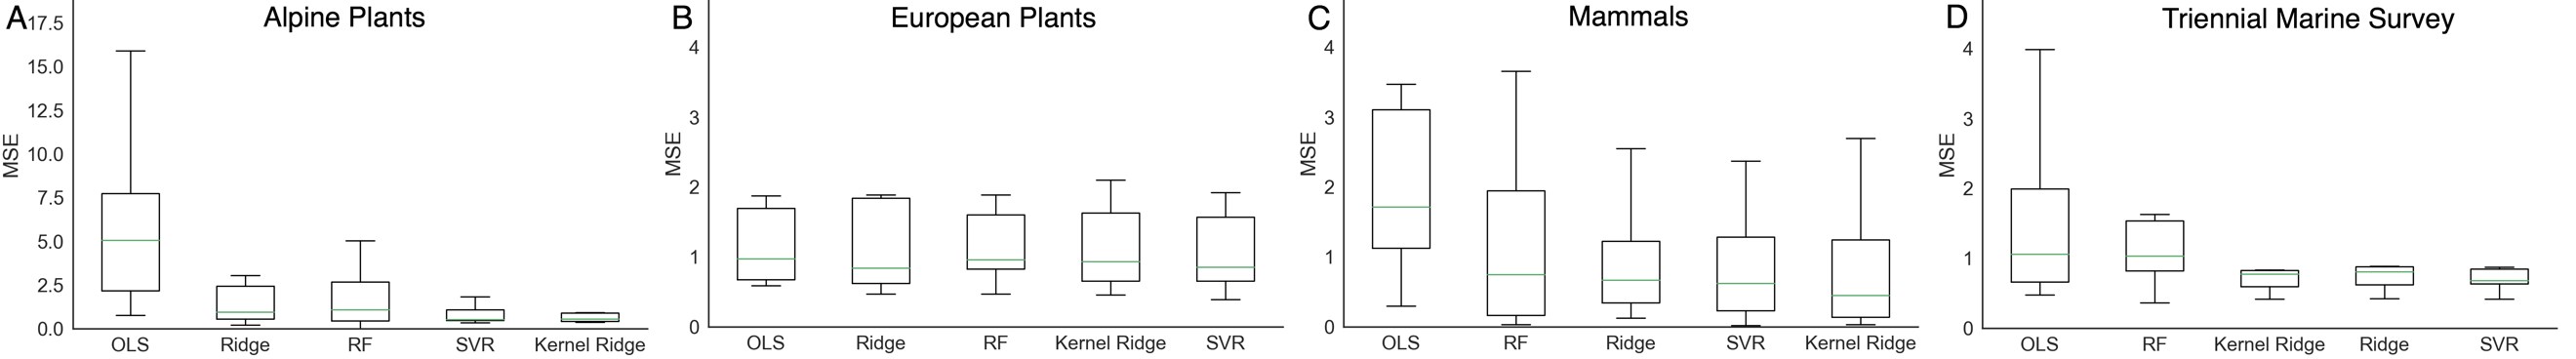 A
Alpine Plants
MSE
17.5
15.0
12.5
10.0
7.5
5.0
2.5
0.0
OLS Ridge RF SVR Kernel Ridge
B
European Plants
MSE
4
3
2
1
0
OLS Ridge RF Kernel Ridge SVR
C
Mammals
MSE
4
3
2
1
0
OLS RF Ridge SVR Kernel Ridge
D
Triennial Marine Survey
MSE
4
3
2
1
0
OLS RF Kernel Ridge Ridge SVR